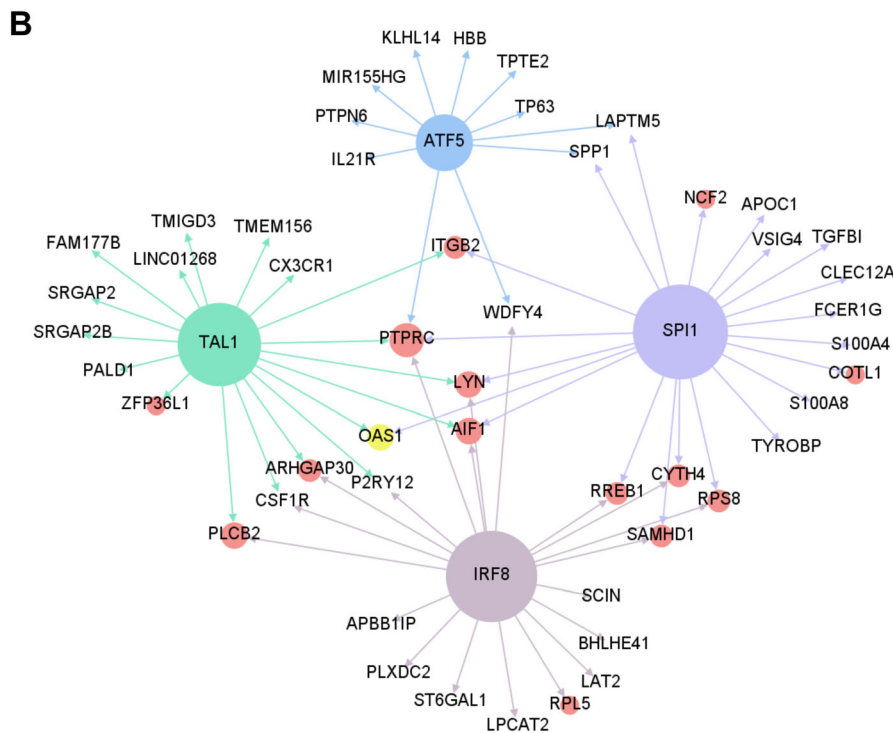 B
KLHL14
HBB
TPTE2
MIR155HG
TP63
PTPN6
LAPTM5
ATF5
IL21R
SPP1
NCF2
APOC1
TMIGD3
TMEM156
VSIG4
TGFBI
FAM177B
ITGB2
LINC01268
CX3CR1
CLEC12A
SRGAP2
WDFY4
FCER1G
SRGAP2B
TAL1
PTPRC
SPI1
S100A4
PALD1
LYN
COTL1
ZFP36L1
S100A8
OAS1
AIF1
TYROBP
ARHGAP30
P2RY12
CYTH4
CSF1R
RREB1
RPS8
PLCB2
SAMHD1
IRF8
SCIN
APBB1IP
BHLHE41
PLXDC2
LAT2
ST6GAL1
RPL5
LPCAT2